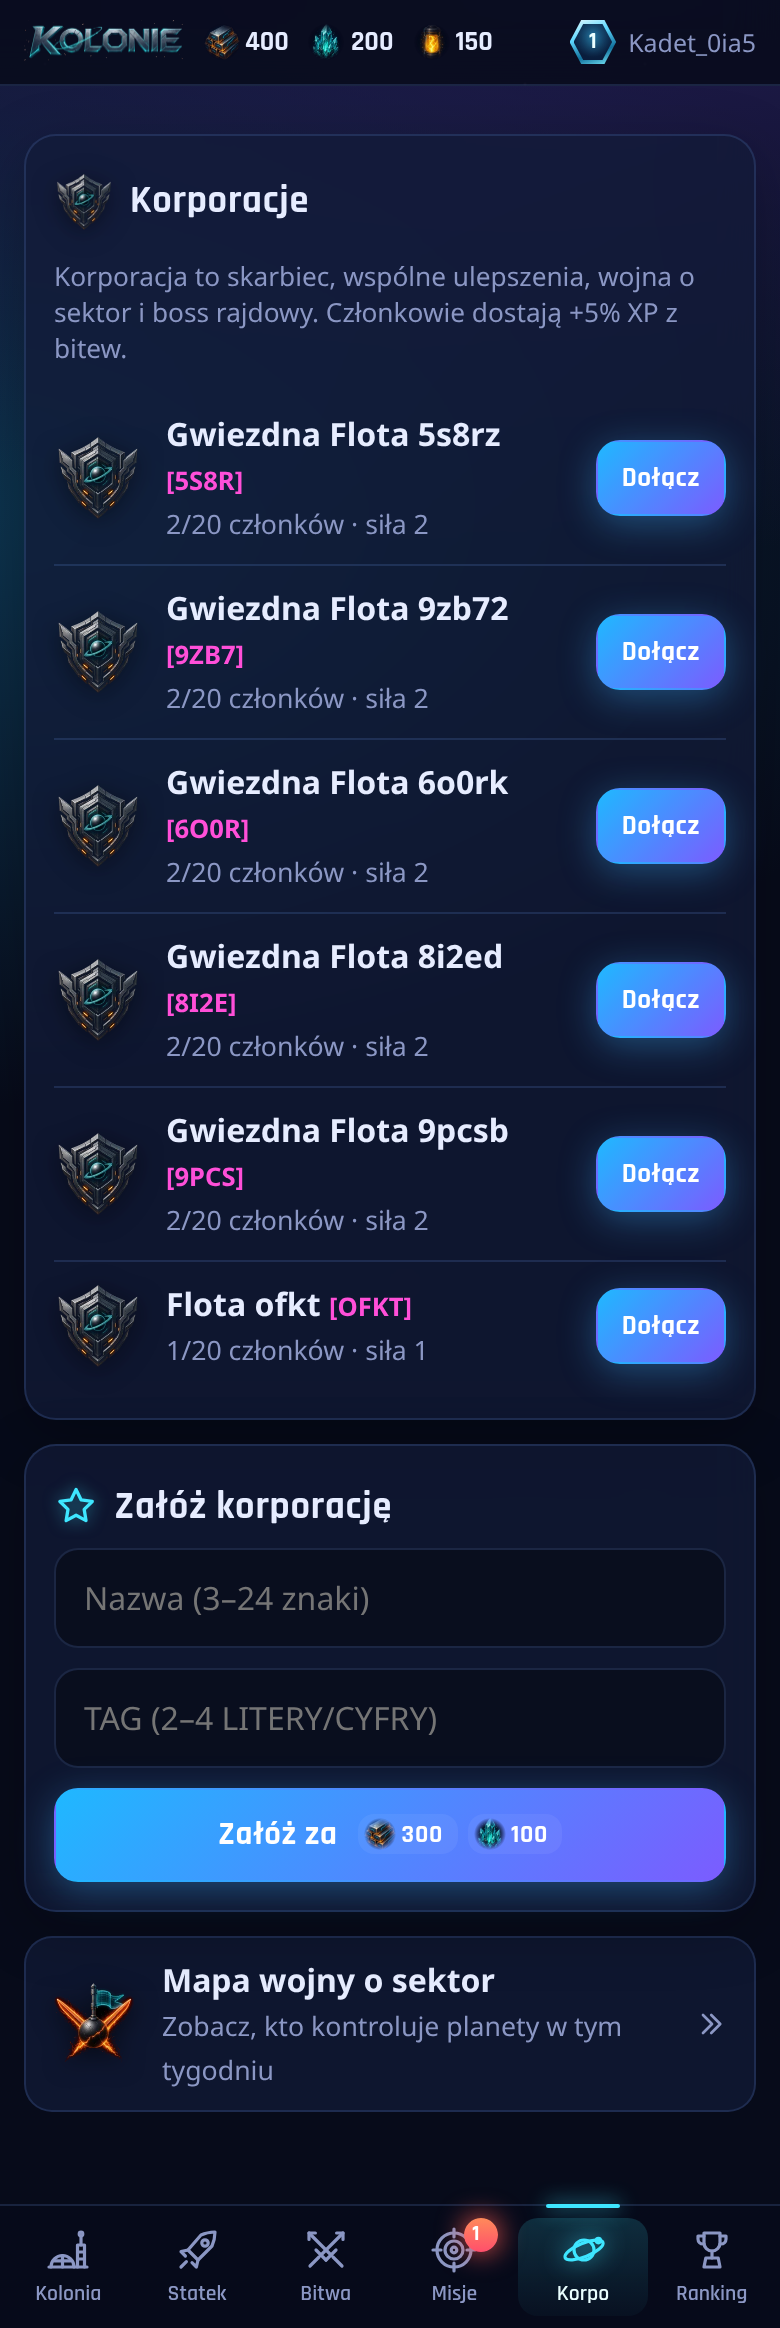 KOLONIE 400 200 150 1 Kadet_0ia5
Korporacje
Korporacja to skarbiec, wspólne ulepszenia, wojna o
sektor i boss rajdowy. Członkowie dostają +5% XP z
bitew.
Gwiezdna Flota 5s8rz
[5S8R]
2/20 członków · siła 2
Dołącz
Gwiezdna Flota 9zb72
[9ZB7]
2/20 członków · siła 2
Dołącz
Gwiezdna Flota 6o0rk
[6O0R]
2/20 członków · siła 2
Dołącz
Gwiezdna Flota 8i2ed
[8I2E]
2/20 członków · siła 2
Dołącz
Gwiezdna Flota 9pcsb
[9PCS]
2/20 członków · siła 2
Dołącz
Flota ofkt [OFKT]
1/20 członków · siła 1
Dołącz
Załóż korporację
Nazwa (3–24 znaki)
TAG (2–4 LITERY/CYFRY)
Załóż za 300 100
Mapa wojny o sektor
Zobacz, kto kontroluje planety w tym
tygodniu
1
Kolonia Statek Bitwa Misje Korpo Ranking